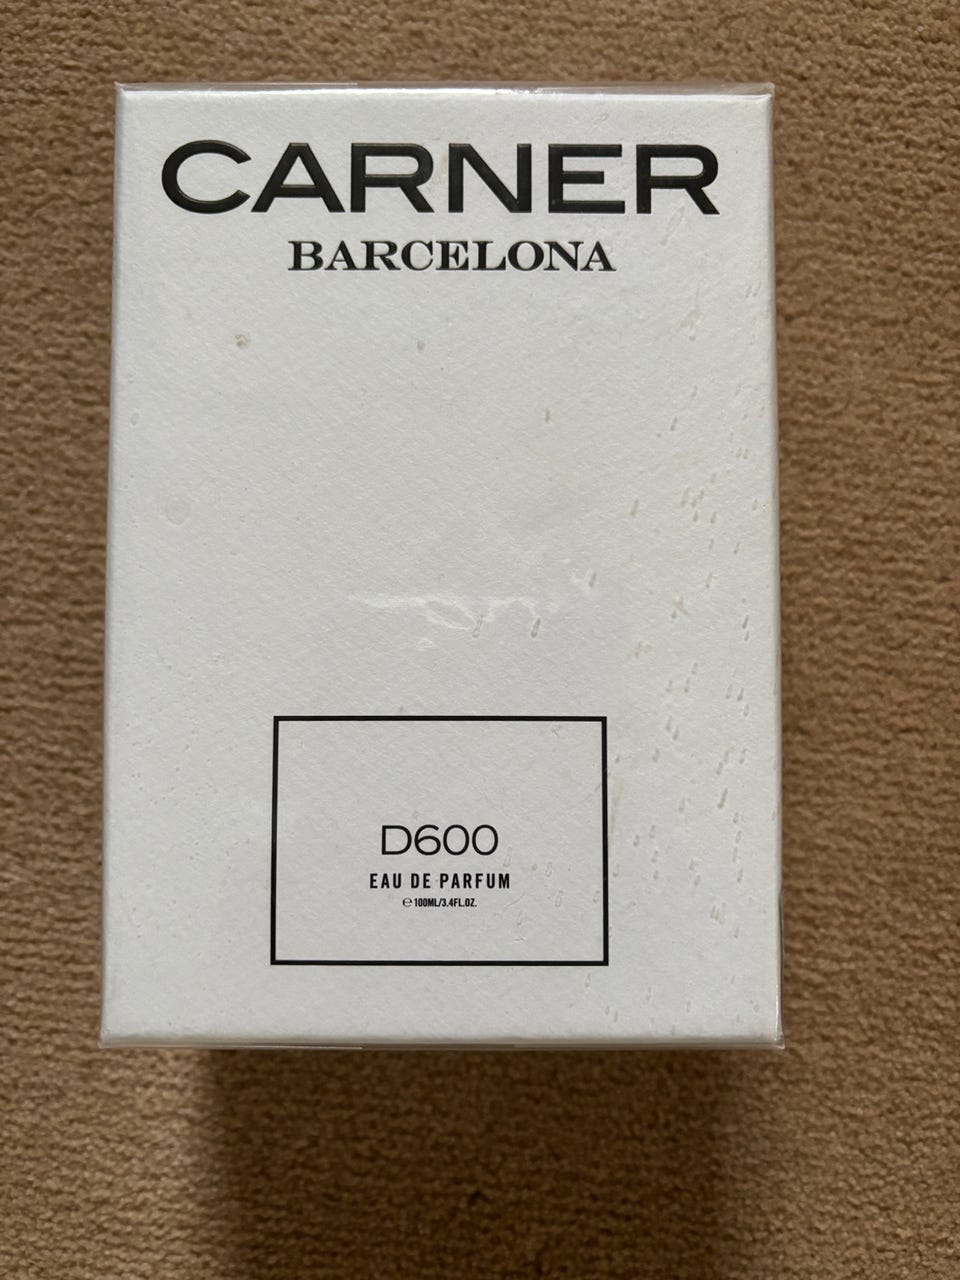 CARNER
BARCELONA
D600
EAU DE PARFUM
℮ 100ML/3.4FL.OZ.